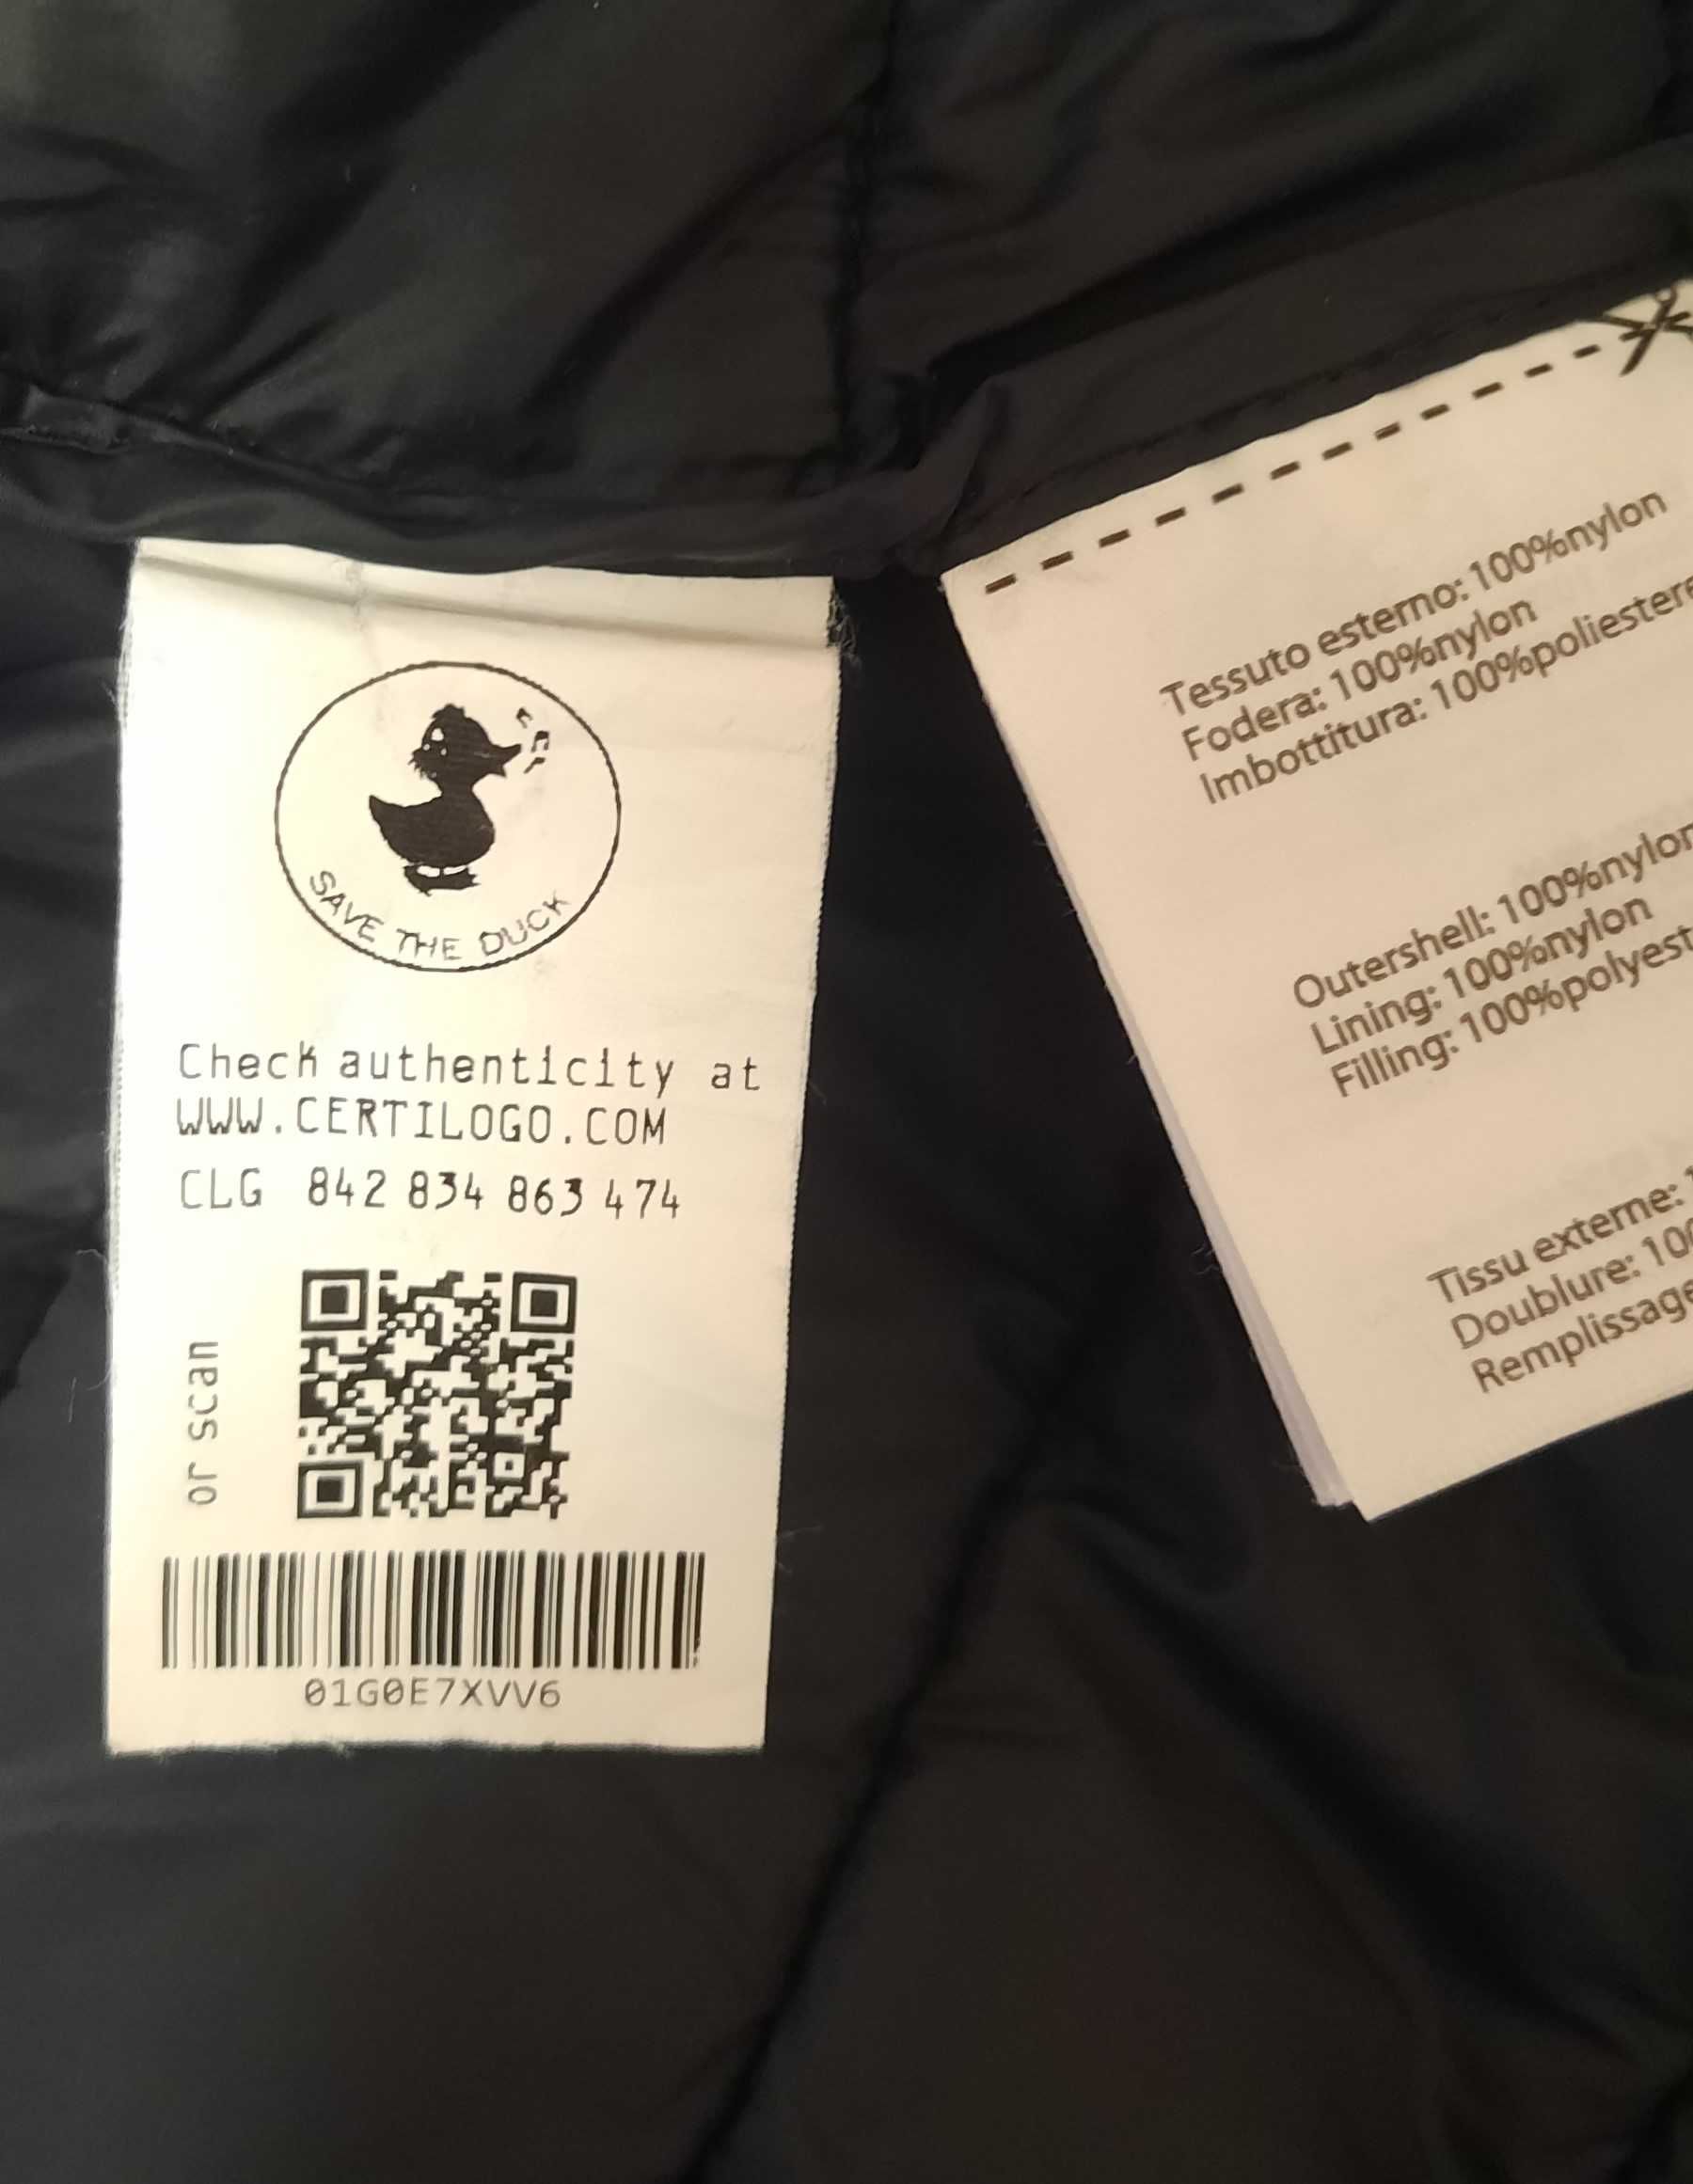 SAVE THE DUCK
Check authenticity at
WWW.CERTILOGO.COM
CLG 842 834 863 474
or scan
01G0E7XVV6
Tessuto esterno: 100%nylon
Fodera: 100%nylon
Imbottitura: 100%poliestere
Outershell: 100%nylon
Lining: 100%nylon
Filling: 100%polyest
Tissu externe: 1
Doublure: 100
Remplissage